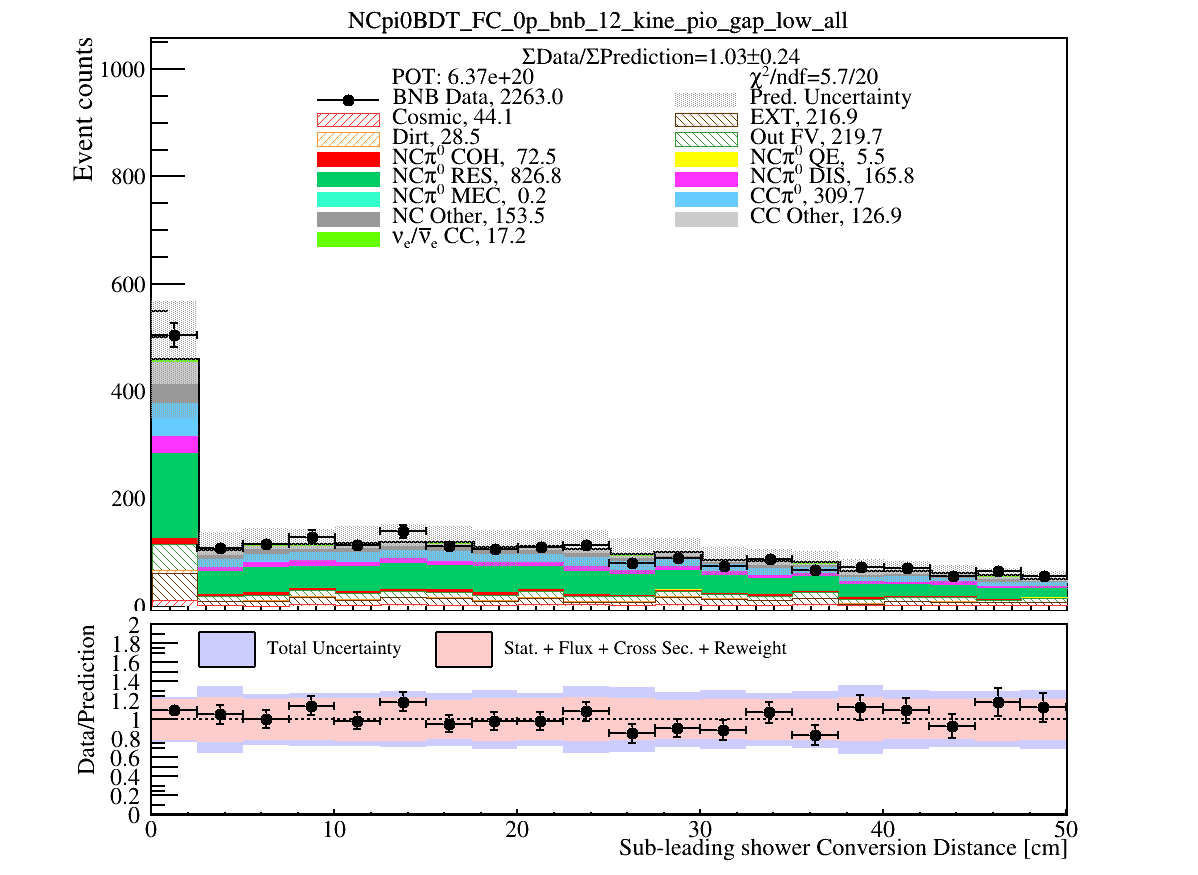 NCpi0BDT_FC_0p_bnb_12_kine_pio_gap_low_all
ΣData/ΣPrediction=1.03±0.24
POT: 6.37e+20
χ²/ndf=5.7/20
BNB Data, 2263.0
Pred. Uncertainty
Cosmic, 44.1
EXT, 216.9
Dirt, 28.5
Out FV, 219.7
NCπ⁰ COH, 72.5
NCπ⁰ QE, 5.5
NCπ⁰ RES, 826.8
NCπ⁰ DIS, 165.8
NCπ⁰ MEC, 0.2
CCπ⁰, 309.7
NC Other, 153.5
CC Other, 126.9
νₑ/ν̅ₑ CC, 17.2
Event counts
1000
800
600
400
200
0
Total Uncertainty
Stat. + Flux + Cross Sec. + Reweight
Data/Prediction
2
1.8
1.6
1.4
1.2
1
0.8
0.6
0.4
0.2
0
0 10 20 30 40 50
Sub-leading shower Conversion Distance [cm]